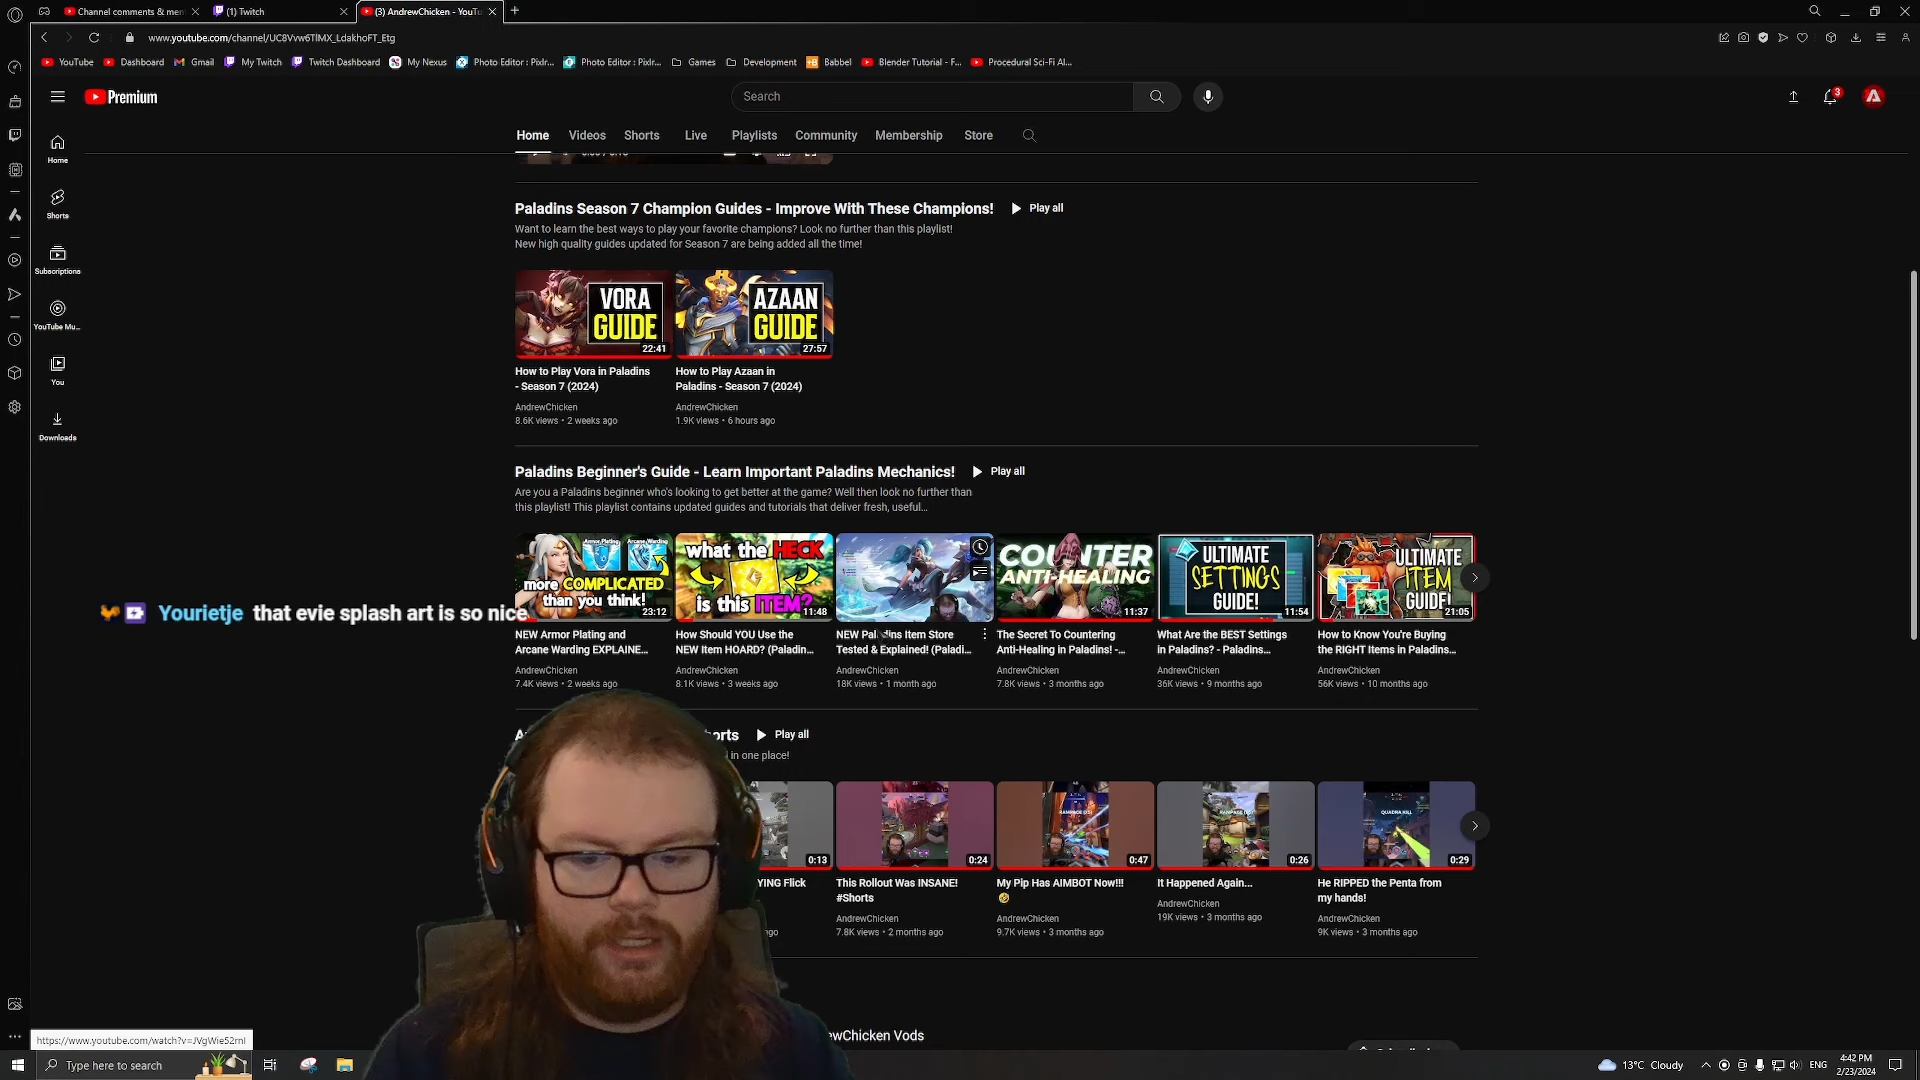 Channel comments & men
(1) Twitch
(3) AndrewChicken - YouTu
www.youtube.com/channel/UC8Vvw6TlMX_LdakhoFT_Etg
YouTube
Dashboard
Gmail
My Twitch
Twitch Dashboard
My Nexus
Photo Editor : Pixlr...
Photo Editor : Pixlr...
Games
Development
Babbel
Blender Tutorial - F...
Procedural Sci-Fi Al...
Premium
Search
3
Home
Videos
Shorts
Live
Playlists
Community
Membership
Store
Home
Shorts
Subscriptions
YouTube Mu...
You
Downloads
Paladins Season 7 Champion Guides - Improve With These Champions!
Play all
Want to learn the best ways to play your favorite champions? Look no further than this playlist!
New high quality guides updated for Season 7 are being added all the time!
VORA
GUIDE
22:41
AZAAN
GUIDE
27:57
How to Play Vora in Paladins
- Season 7 (2024)
AndrewChicken
8.6K views • 2 weeks ago
How to Play Azaan in
Paladins - Season 7 (2024)
AndrewChicken
1.9K views • 6 hours ago
Paladins Beginner's Guide - Learn Important Paladins Mechanics!
Play all
Are you a Paladins beginner who's looking to get better at the game? Well then look no further than
this playlist! This playlist contains updated guides and tutorials that deliver fresh, useful...
Armor Plating
Arcane Warding
more COMPLICATED
than you think!
23:12
what the HECK
is this ITEM?
11:48
COUNTER
ANTI-HEALING
11:37
ULTIMATE
SETTINGS
GUIDE!
11:54
ULTIMATE
ITEM
GUIDE!
21:05
Yourietje that evie splash art is so nice
NEW Armor Plating and
Arcane Warding EXPLAINE...
AndrewChicken
7.4K views • 2 weeks ago
How Should YOU Use the
NEW Item HOARD? (Paladin...
AndrewChicken
8.1K views • 3 weeks ago
NEW Paladins Item Store
Tested & Explained! (Paladi...
AndrewChicken
18K views • 1 month ago
The Secret To Countering
Anti-Healing in Paladins! -...
AndrewChicken
7.8K views • 3 months ago
What Are the BEST Settings
in Paladins? - Paladins...
AndrewChicken
36K views • 9 months ago
How to Know You're Buying
the RIGHT Items in Paladins...
AndrewChicken
56K views • 10 months ago
orts
Play all
in one place!
0:13
0:24
0:47
0:26
QUADRA KILL
0:29
YING Flick
ago
This Rollout Was INSANE!
#Shorts
AndrewChicken
7.8K views • 2 months ago
My Pip Has AIMBOT Now!!!
AndrewChicken
9.7K views • 3 months ago
It Happened Again...
AndrewChicken
19K views • 3 months ago
He RIPPED the Penta from
my hands!
AndrewChicken
9K views • 3 months ago
ewChicken Vods
https://www.youtube.com/watch?v=JVgWie52rnI
Type here to search
13°C Cloudy
ENG
4:42 PM
2/23/2024